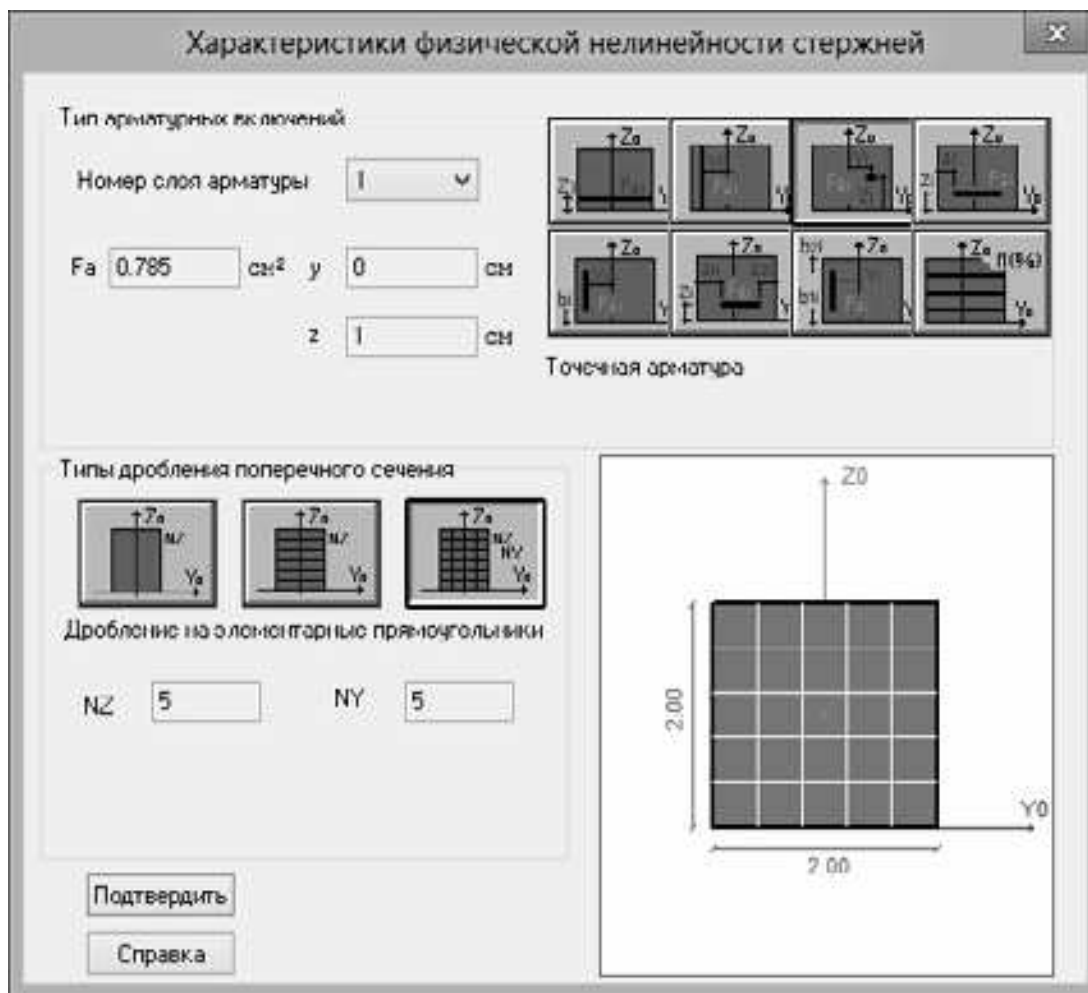 Характеристики физической нелинейности стержней
Тип арматурных включений
Номер слоя арматуры 1
Fa 0.785 см² y 0 см
z 1 см
Точечная арматура
Типы дробления поперечного сечения
Дробление на элементарные прямоугольники
NZ 5 NY 5
Подтвердить
Справка
Z0
2.00
Y0
2.00